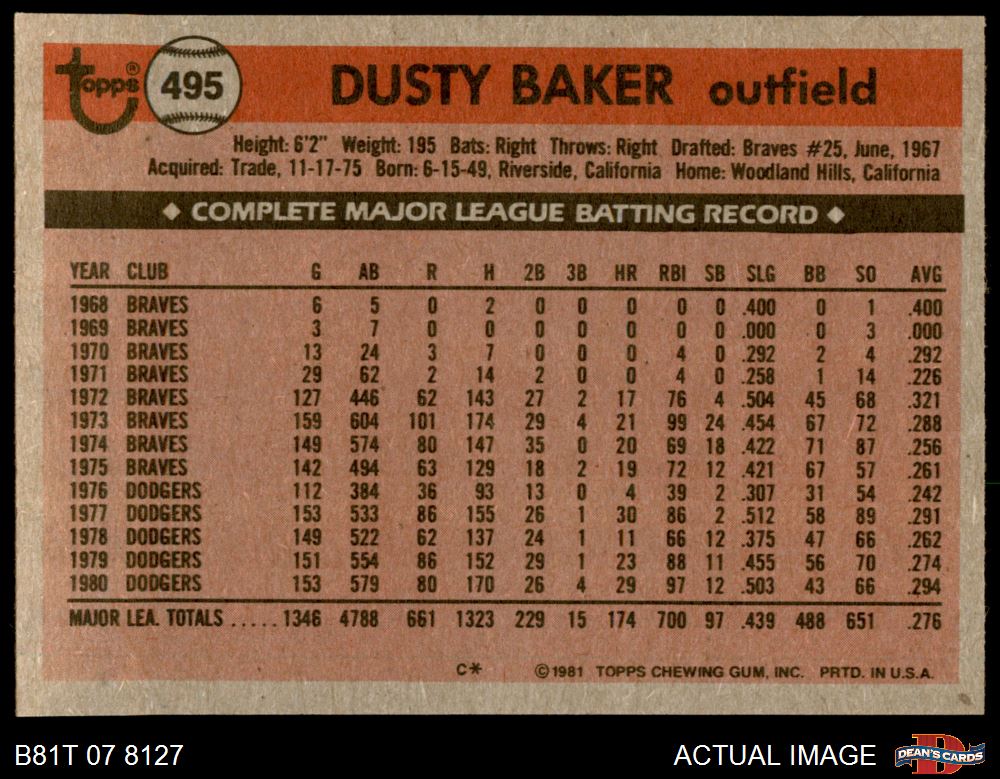 Topps® 495 DUSTY BAKER outfield
Height: 6'2" Weight: 195 Bats: Right Throws: Right Drafted: Braves #25, June, 1967
Acquired: Trade, 11-17-75 Born: 6-15-49, Riverside, California Home: Woodland Hills, California
◆ COMPLETE MAJOR LEAGUE BATTING RECORD ◆
YEAR CLUB G AB R H 2B 3B HR RBI SB SLG BB SO AVG
1968 BRAVES 6 5 0 2 0 0 0 0 0 .400 0 1 .400
1969 BRAVES 3 7 0 0 0 0 0 0 0 .000 0 3 .000
1970 BRAVES 13 24 3 7 0 0 0 4 0 .292 2 4 .292
1971 BRAVES 29 62 2 14 2 0 0 4 0 .258 1 14 .226
1972 BRAVES 127 446 62 143 27 2 17 76 4 .504 45 68 .321
1973 BRAVES 159 604 101 174 29 4 21 99 24 .454 67 72 .288
1974 BRAVES 149 574 80 147 35 0 20 69 18 .422 71 87 .256
1975 BRAVES 142 494 63 129 18 2 19 72 12 .421 67 57 .261
1976 DODGERS 112 384 36 93 13 0 4 39 2 .307 31 54 .242
1977 DODGERS 153 533 86 155 26 1 30 86 2 .512 58 89 .291
1978 DODGERS 149 522 62 137 24 1 11 66 12 .375 47 66 .262
1979 DODGERS 151 554 86 152 29 1 23 88 11 .455 56 70 .274
1980 DODGERS 153 579 80 170 26 4 29 97 12 .503 43 66 .294
MAJOR LEA. TOTALS ..... 1346 4788 661 1323 229 15 174 700 97 .439 488 651 .276
C* ©1981 TOPPS CHEWING GUM, INC. PRTD. IN U.S.A.
B81T 07 8127 ACTUAL IMAGE D DEAN'S CARDS